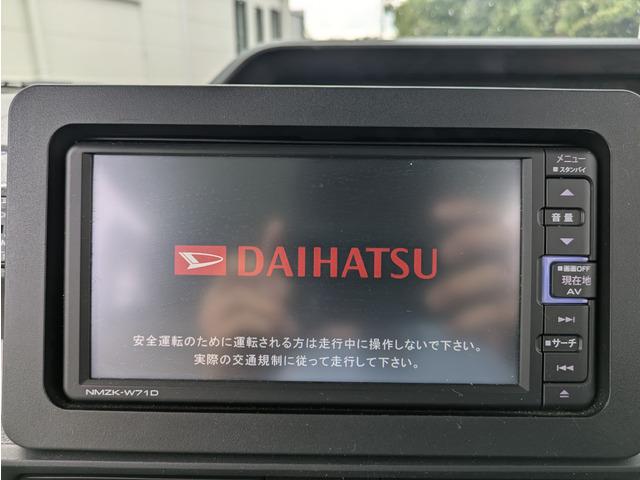 メニュー
■ スタンバイ
音量
■画面OFF
現在地
AV
■サーチ
DAIHATSU
安全運転のために運転される方は走行中に操作しないで下さい。
実際の交通規制に従って走行して下さい。
NMZK-W71D